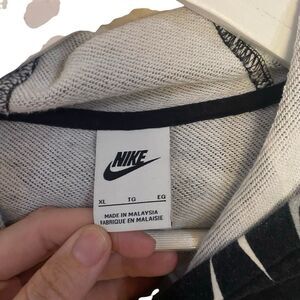 NIKE
XL TG EG
MADE IN MALAYSIA
FABRIQUÉ EN MALAISIE